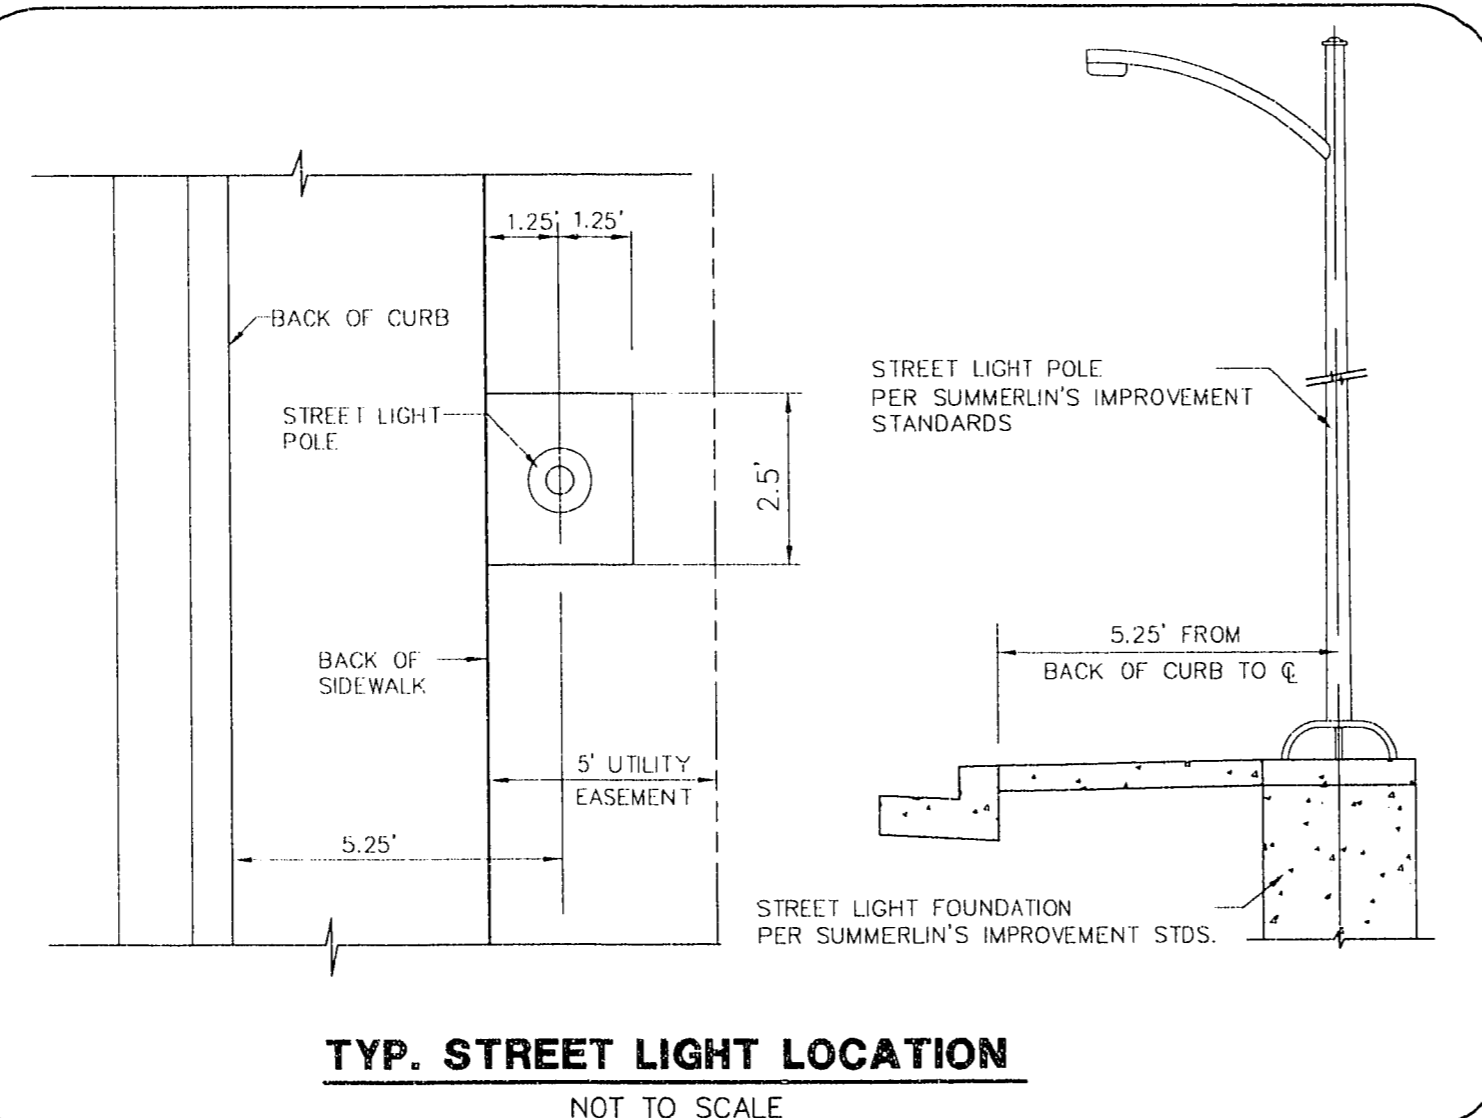 1.25' 1.25'
BACK OF CURB
STREET LIGHT
POLE
2.5'
BACK OF
SIDEWALK
5' UTILITY
EASEMENT
5.25'
STREET LIGHT POLE
PER SUMMERLIN'S IMPROVEMENT
STANDARDS
5.25' FROM
BACK OF CURB TO ℄
STREET LIGHT FOUNDATION
PER SUMMERLIN'S IMPROVEMENT STDS.
TYP. STREET LIGHT LOCATION
NOT TO SCALE